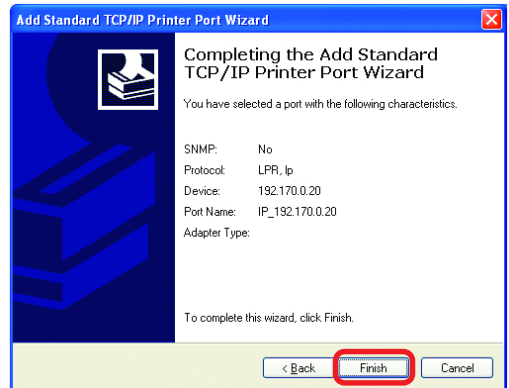 Add Standard TCP/IP Printer Port Wizard
Completing the Add Standard
TCP/IP Printer Port Wizard
You have selected a port with the following characteristics.
SNMP: No
Protocol: LPR, lp
Device: 192.170.0.20
Port Name: IP_192.170.0.20
Adapter Type:
To complete this wizard, click Finish.
< Back Finish Cancel